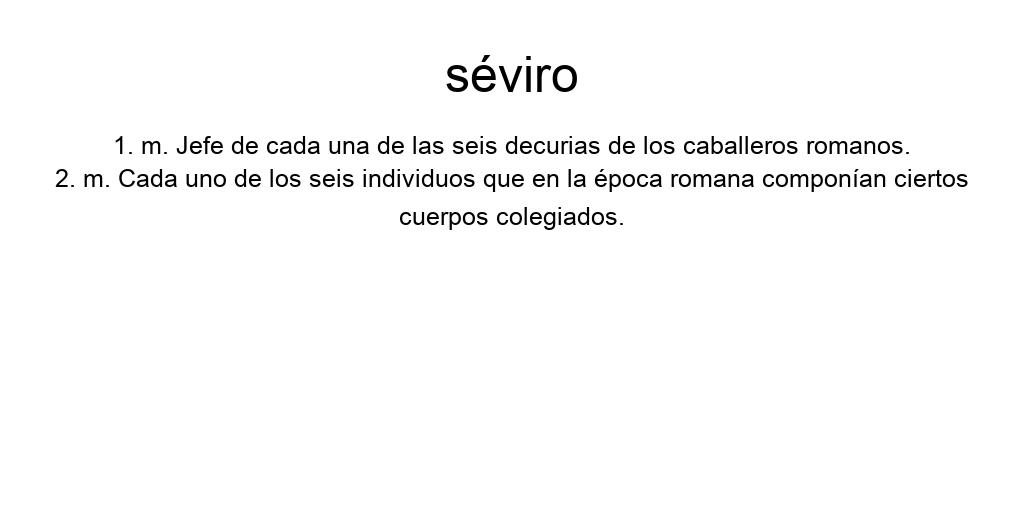 séviro
1. m. Jefe de cada una de las seis decurias de los caballeros romanos.
2. m. Cada uno de los seis individuos que en la época romana componían ciertos
cuerpos colegiados.